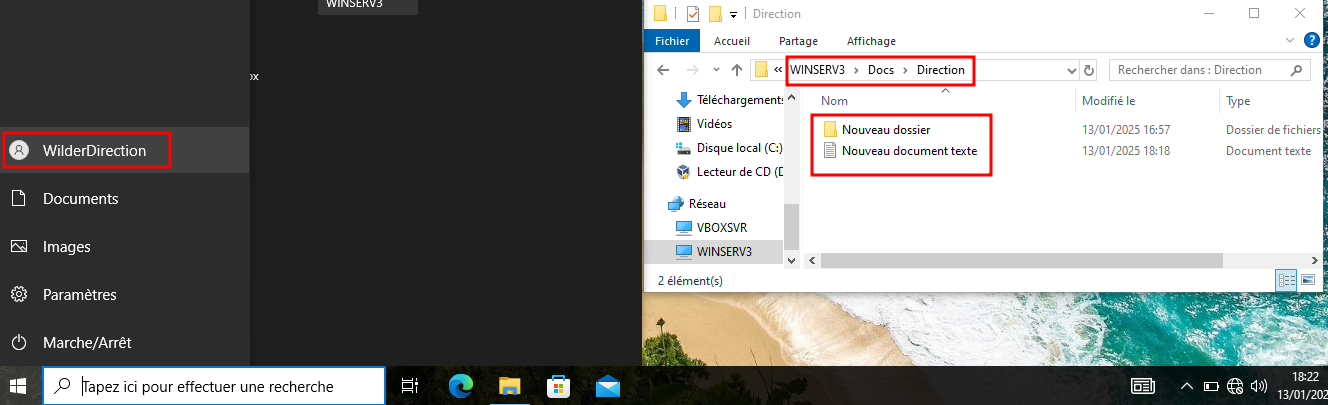 WINSERV3
ox
WilderDirection
Documents
Images
Paramètres
Marche/Arrêt
Direction
Fichier Accueil Partage Affichage
« WINSERV3 > Docs > Direction
Rechercher dans : Direction
Nom Modifié le Type
Nouveau dossier 13/01/2025 16:57 Dossier de fichiers
Nouveau document texte 13/01/2025 18:18 Document texte
Téléchargements
Vidéos
Disque local (C:)
Lecteur de CD (D
Réseau
VBOXSVR
WINSERV3
2 élément(s)
Tapez ici pour effectuer une recherche
18:22
13/01/202